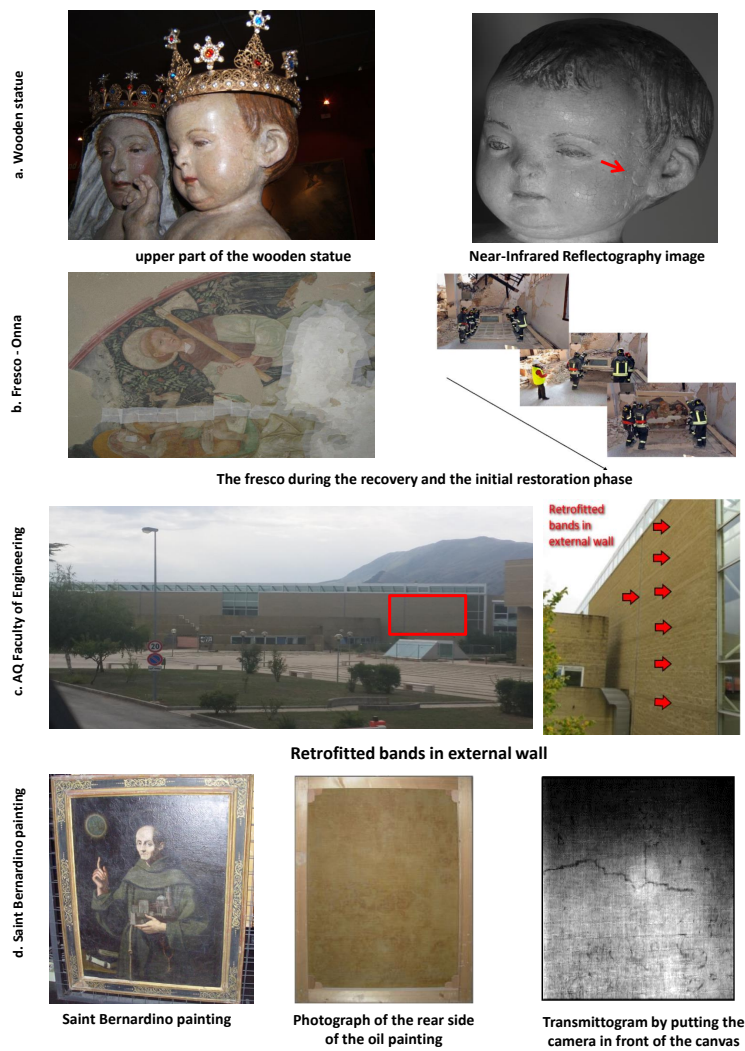 a. Wooden statue
upper part of the wooden statue
Near-Infrared Reflectography image
b. Fresco - Onna
The fresco during the recovery and the initial restoration phase
c. AQ Faculty of Engineering
20
Retrofitted
bands in
external wall
Retrofitted bands in external wall
d. Saint Bernardino painting
Saint Bernardino painting
Photograph of the rear side
of the oil painting
Transmittogram by putting the
camera in front of the canvas